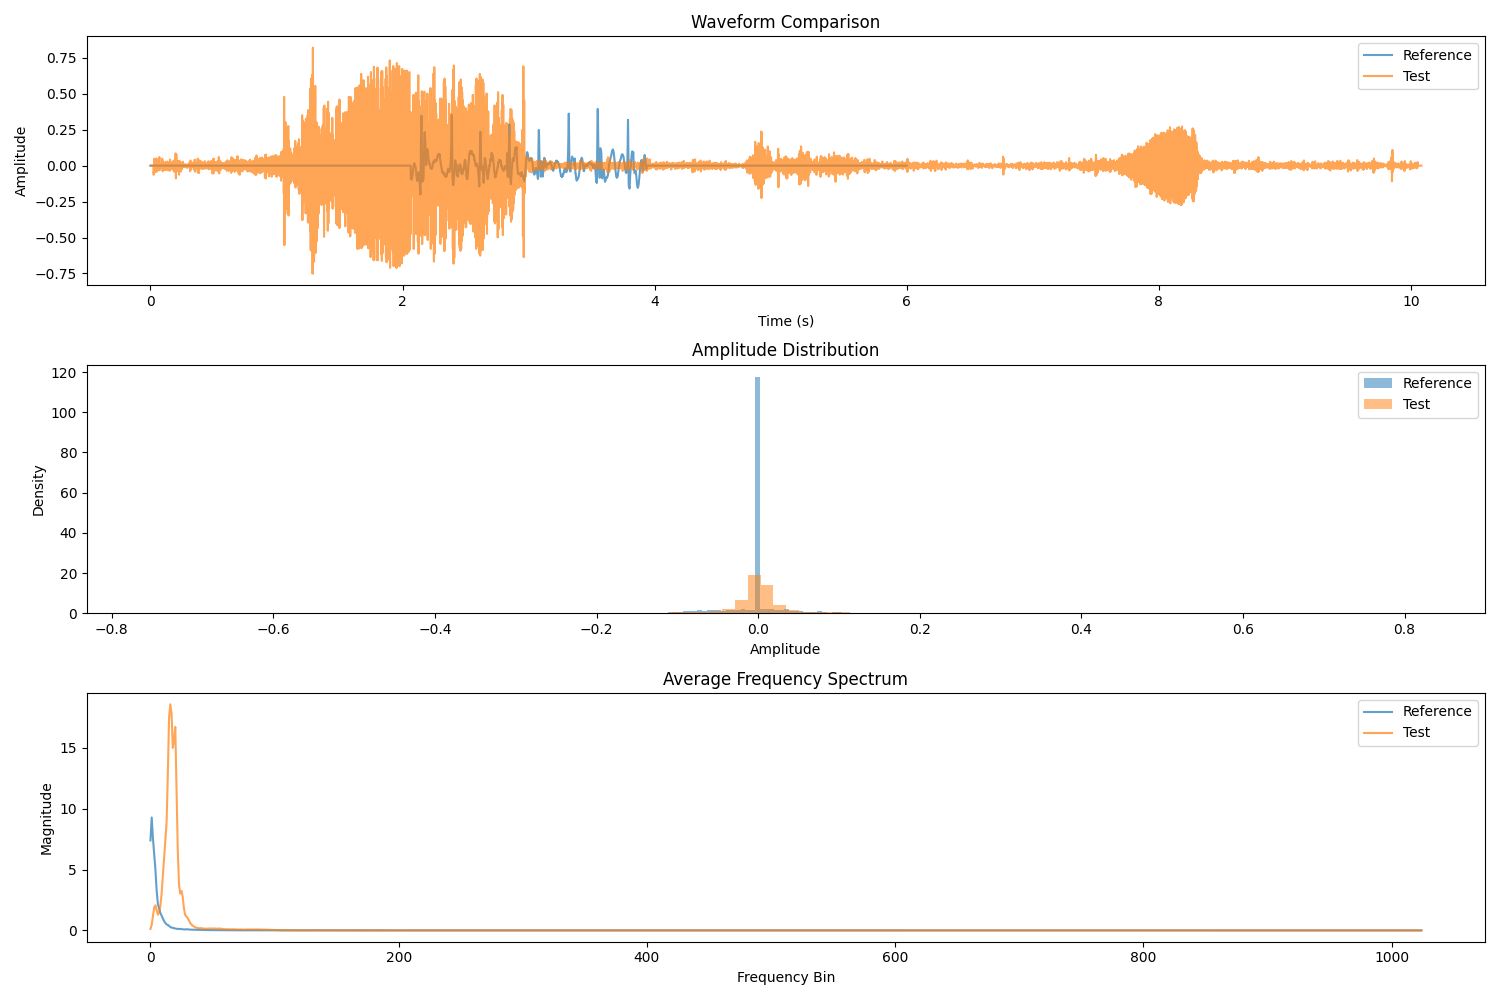 Waveform Comparison
Amplitude
0.75
0.50
0.25
0.00
−0.25
−0.50
−0.75
Reference
Test
0 2 4 6 8 10
Time (s)
Amplitude Distribution
Density
120
100
80
60
40
20
0
Reference
Test
−0.8 −0.6 −0.4 −0.2 0.0 0.2 0.4 0.6 0.8
Amplitude
Average Frequency Spectrum
Magnitude
15
10
5
0
Reference
Test
0 200 400 600 800 1000
Frequency Bin